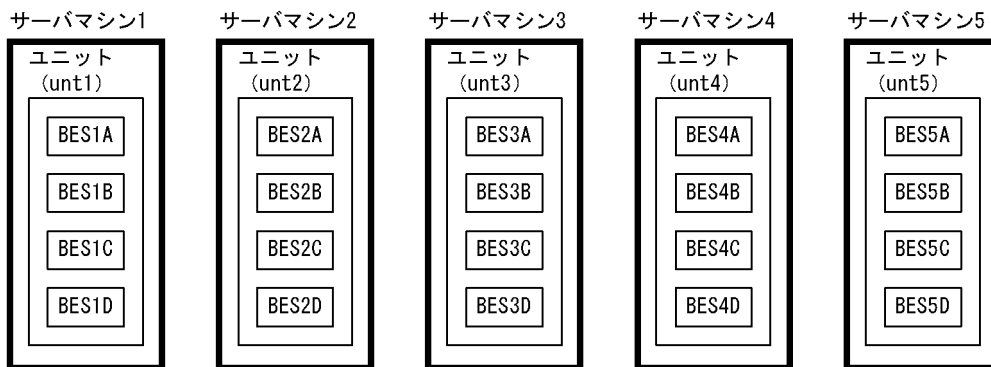 サーバマシン1
サーバマシン2
サーバマシン3
サーバマシン4
サーバマシン5
ユニット
(unt1)
ユニット
(unt2)
ユニット
(unt3)
ユニット
(unt4)
ユニット
(unt5)
BES1A
BES2A
BES3A
BES4A
BES5A
BES1B
BES2B
BES3B
BES4B
BES5B
BES1C
BES2C
BES3C
BES4C
BES5C
BES1D
BES2D
BES3D
BES4D
BES5D